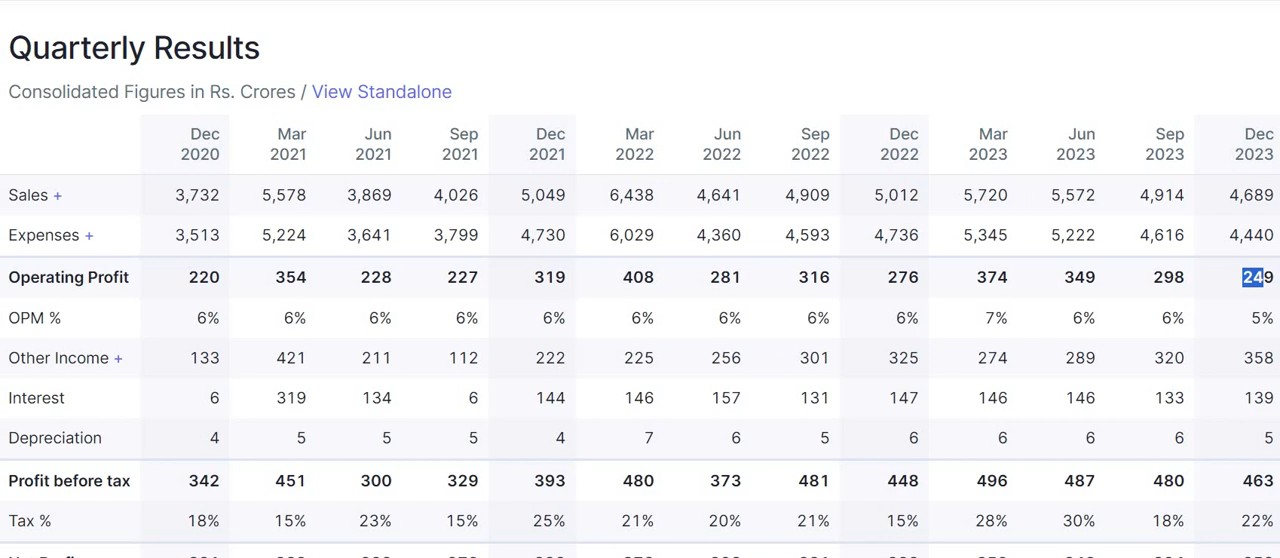 Quarterly Results
Consolidated Figures in Rs. Crores / View Standalone
Dec 2020 Mar 2021 Jun 2021 Sep 2021 Dec 2021 Mar 2022 Jun 2022 Sep 2022 Dec 2022 Mar 2023 Jun 2023 Sep 2023 Dec 2023
Sales + 3,732 5,578 3,869 4,026 5,049 6,438 4,641 4,909 5,012 5,720 5,572 4,914 4,689
Expenses + 3,513 5,224 3,641 3,799 4,730 6,029 4,360 4,593 4,736 5,345 5,222 4,616 4,440
Operating Profit 220 354 228 227 319 408 281 316 276 374 349 298 249
OPM % 6% 6% 6% 6% 6% 6% 6% 6% 6% 7% 6% 6% 5%
Other Income + 133 421 211 112 222 225 256 301 325 274 289 320 358
Interest 6 319 134 6 144 146 157 131 147 146 146 133 139
Depreciation 4 5 5 5 4 7 6 5 6 6 6 6 5
Profit before tax 342 451 300 329 393 480 373 481 448 496 487 480 463
Tax % 18% 15% 23% 15% 25% 21% 20% 21% 15% 28% 30% 18% 22%